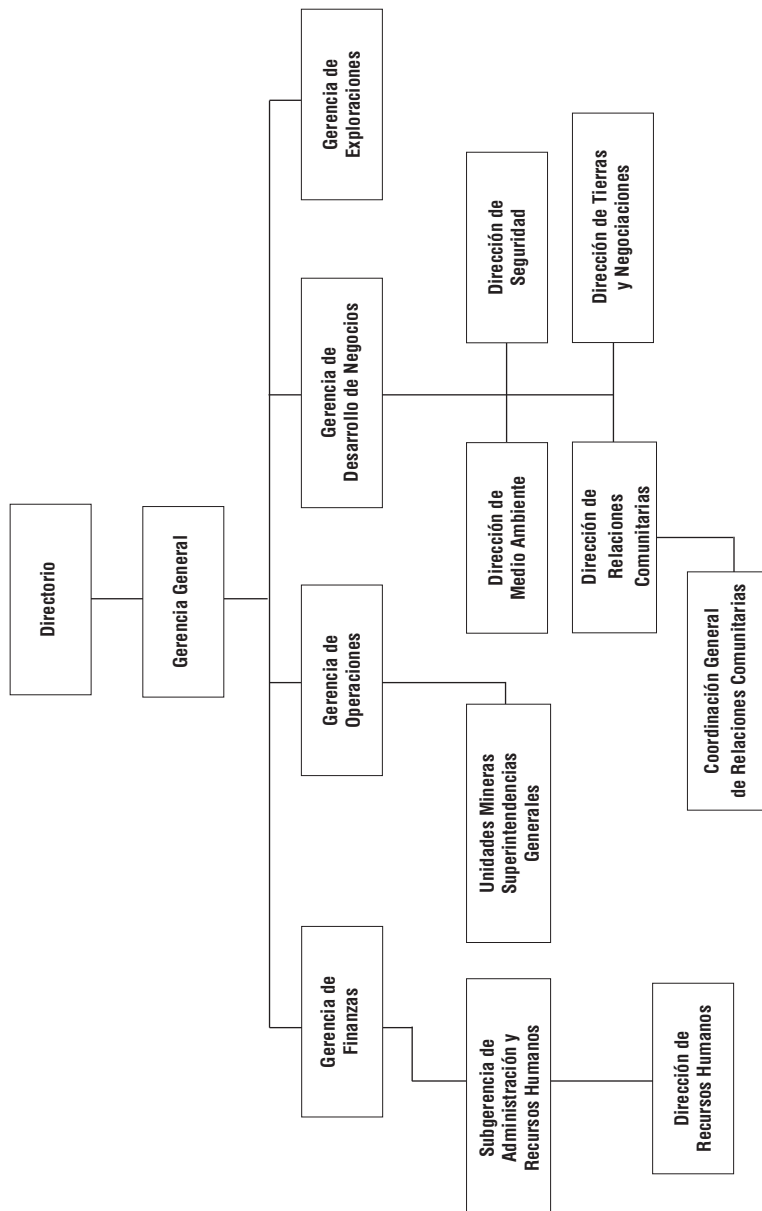 Directorio
Gerencia General
Gerencia de
Finanzas
Gerencia de
Operaciones
Gerencia de
Desarrollo de Negocios
Gerencia de
Exploraciones
Subgerencia de
Administración y
Recursos Humanos
Unidades Mineras
Superintendencias
Generales
Dirección de
Medio Ambiente
Dirección de
Seguridad
Dirección de
Relaciones
Comunitarias
Dirección de Tierras
y Negociaciones
Dirección de
Recursos Humanos
Coordinación General
de Relaciones Comunitarias